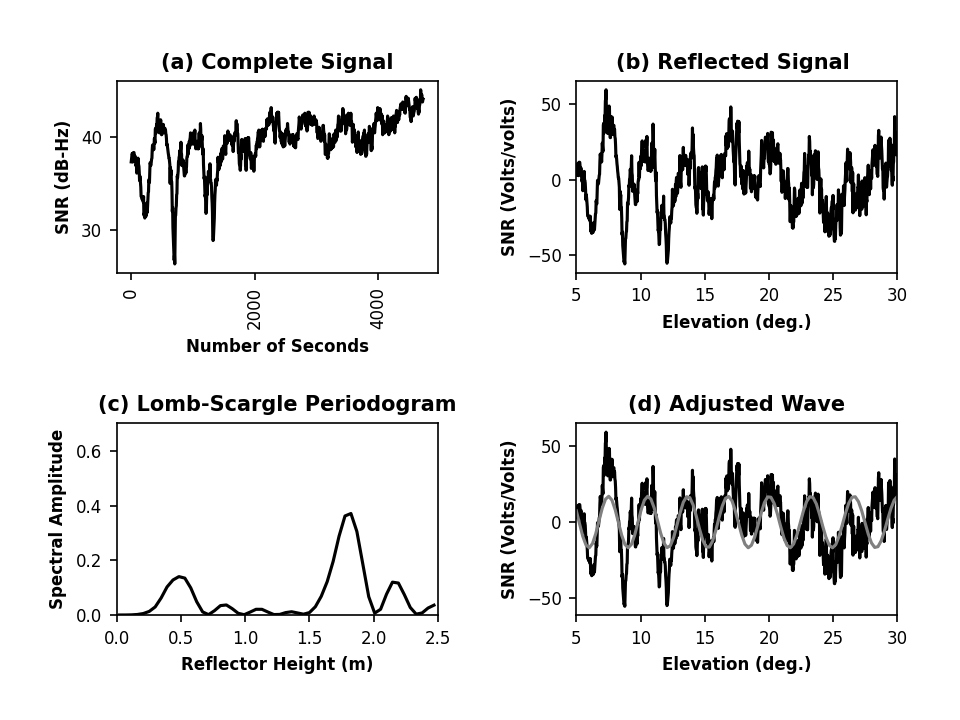 (a) Complete Signal
SNR (dB-Hz)
40
30
0
2000
4000
Number of Seconds
(b) Reflected Signal
SNR (Volts/volts)
50
0
−50
5 10 15 20 25 30
Elevation (deg.)
(c) Lomb-Scargle Periodogram
Spectral Amplitude
0.6
0.4
0.2
0.0
0.0 0.5 1.0 1.5 2.0 2.5
Reflector Height (m)
(d) Adjusted Wave
SNR (Volts/Volts)
50
0
−50
5 10 15 20 25 30
Elevation (deg.)